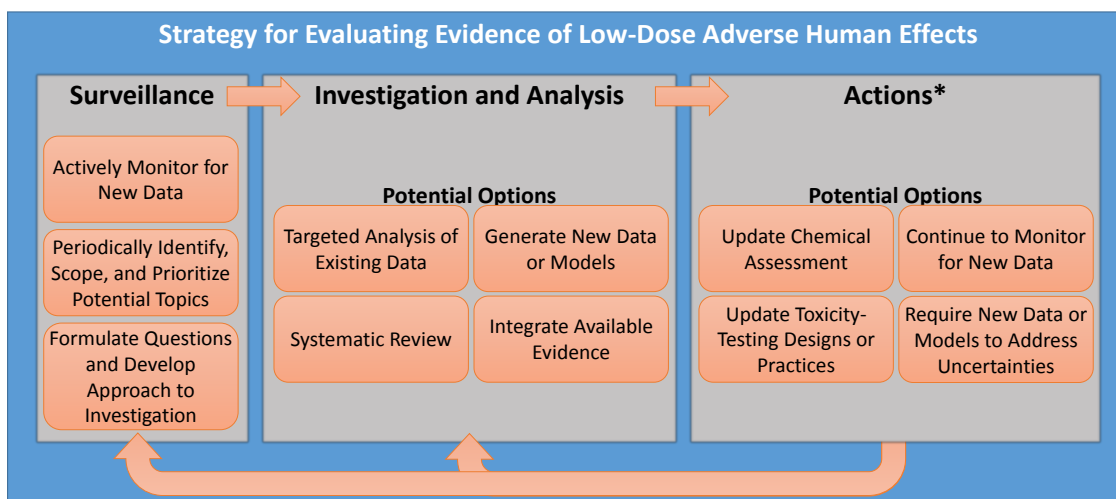 Strategy for Evaluating Evidence of Low-Dose Adverse Human Effects
Surveillance
Actively Monitor for
New Data
Periodically Identify,
Scope, and Prioritize
Potential Topics
Formulate Questions
and Develop
Approach to
Investigation
Investigation and Analysis
Potential Options
Targeted Analysis of
Existing Data
Generate New Data
or Models
Systematic Review
Integrate Available
Evidence
Actions*
Potential Options
Update Chemical
Assessment
Continue to Monitor
for New Data
Update Toxicity-
Testing Designs or
Practices
Require New Data or
Models to Address
Uncertainties